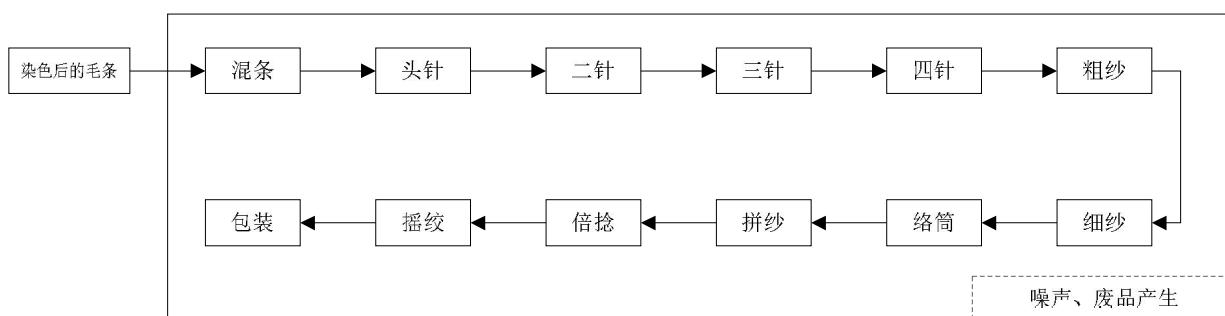 染色后的毛条
混条
头针
二针
三针
四针
粗纱
包装
摇绞
倍捻
拼纱
络筒
细纱
噪声、废品产生